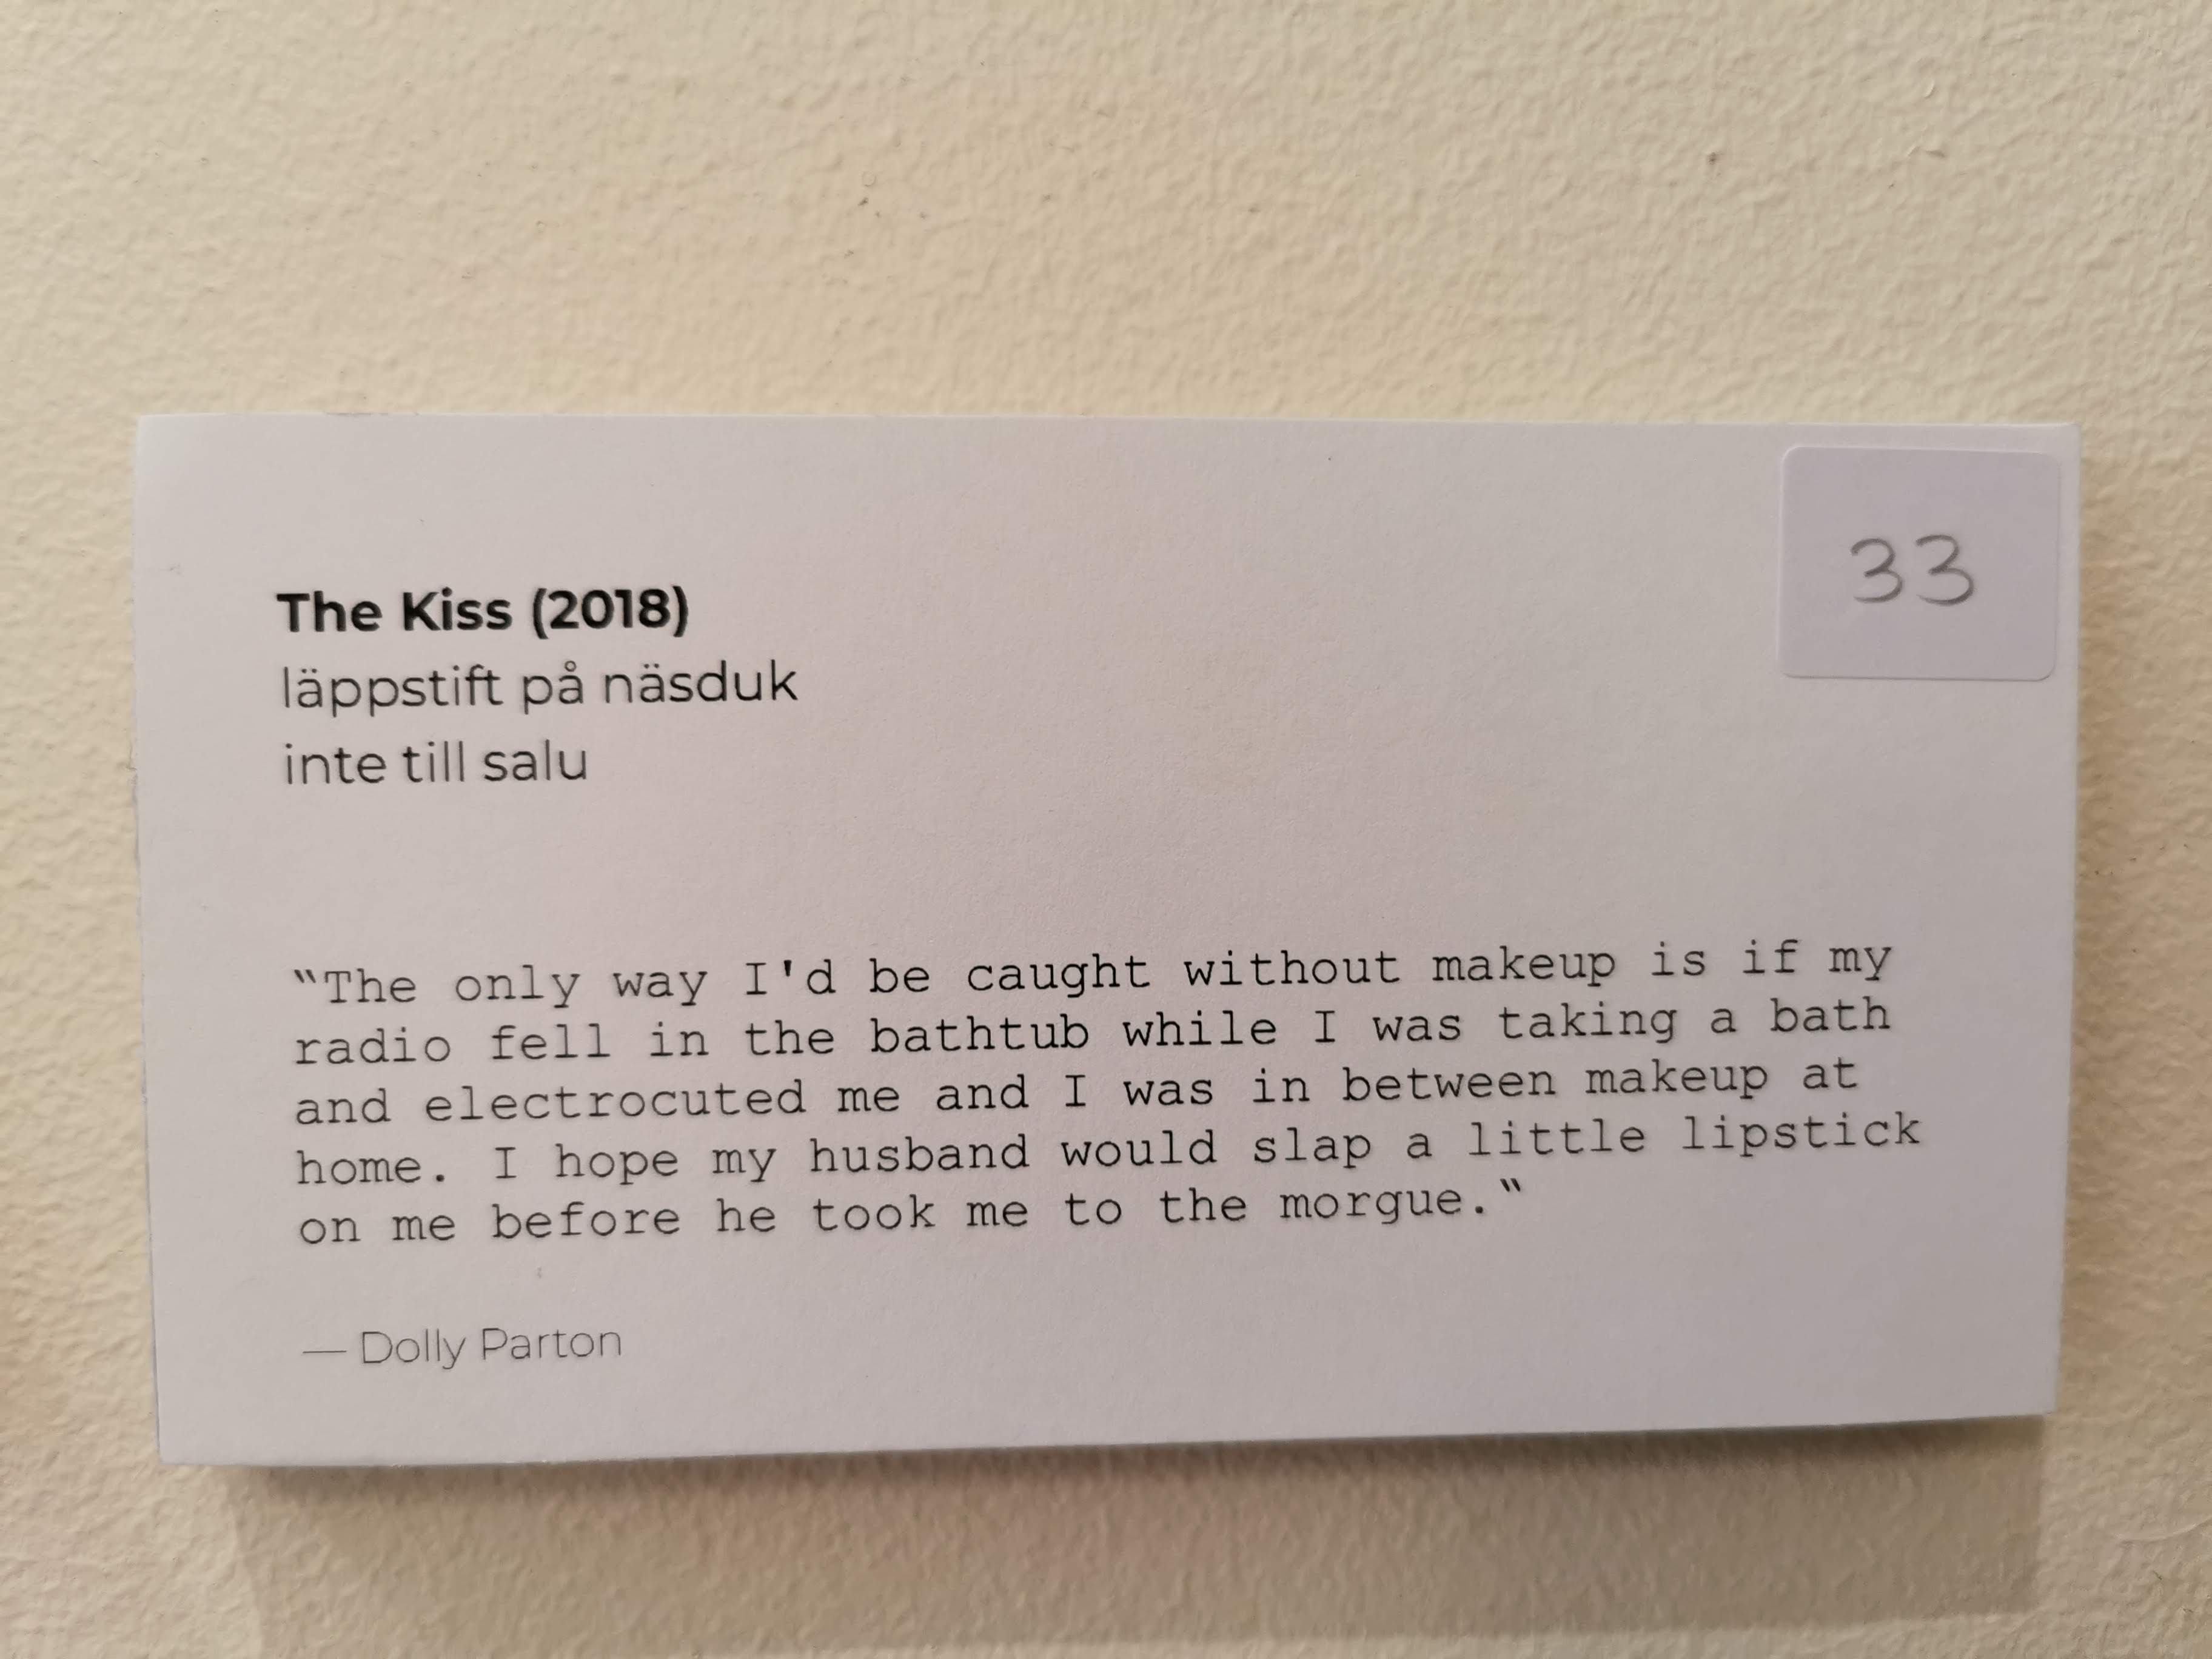 33
The Kiss (2018)
läppstift på näsduk
inte till salu
“The only way I'd be caught without makeup is if my
radio fell in the bathtub while I was taking a bath
and electrocuted me and I was in between makeup at
home. I hope my husband would slap a little lipstick
on me before he took me to the morgue.“
— Dolly Parton